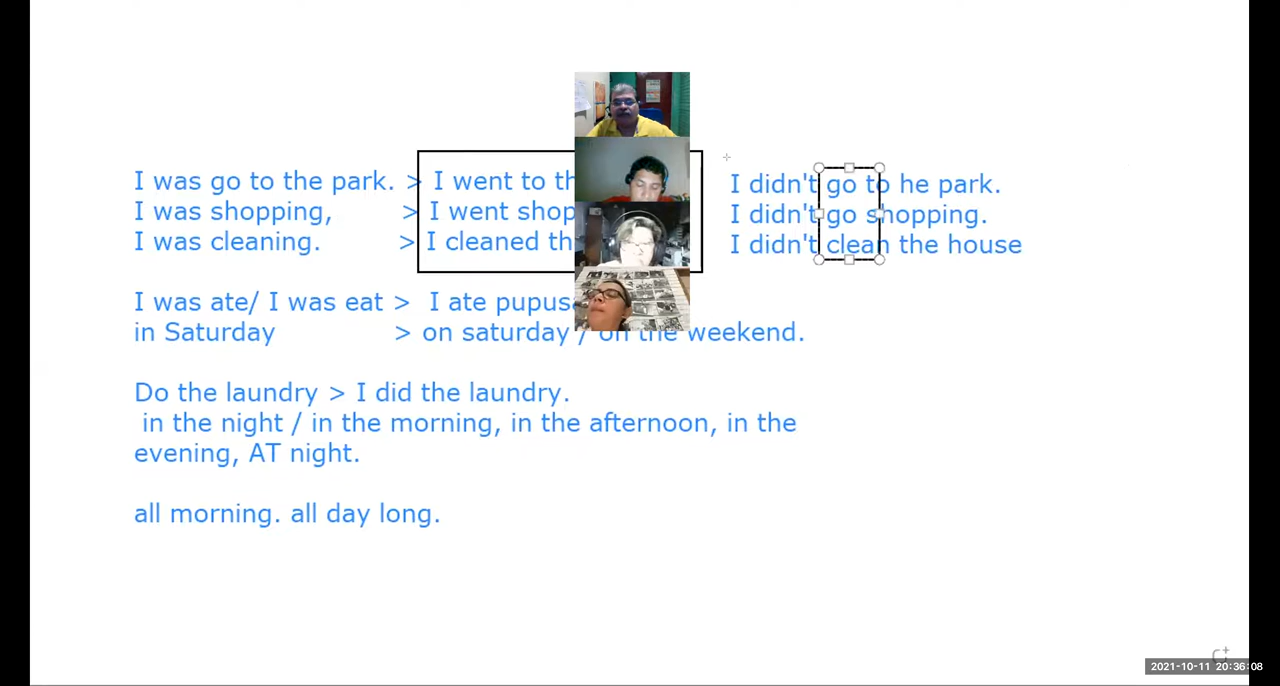 I was go to the park. > I went to th
I didn't go to he park.
I was shopping, > I went shop
I didn't go shopping.
I was cleaning. > I cleaned th
I didn't clean the house
I was ate/ I was eat > I ate pupus
in Saturday > on saturday / on the weekend.
Do the laundry > I did the laundry.
in the night / in the morning, in the afternoon, in the
evening, AT night.
all morning. all day long.
2021-10-11 20:36:08